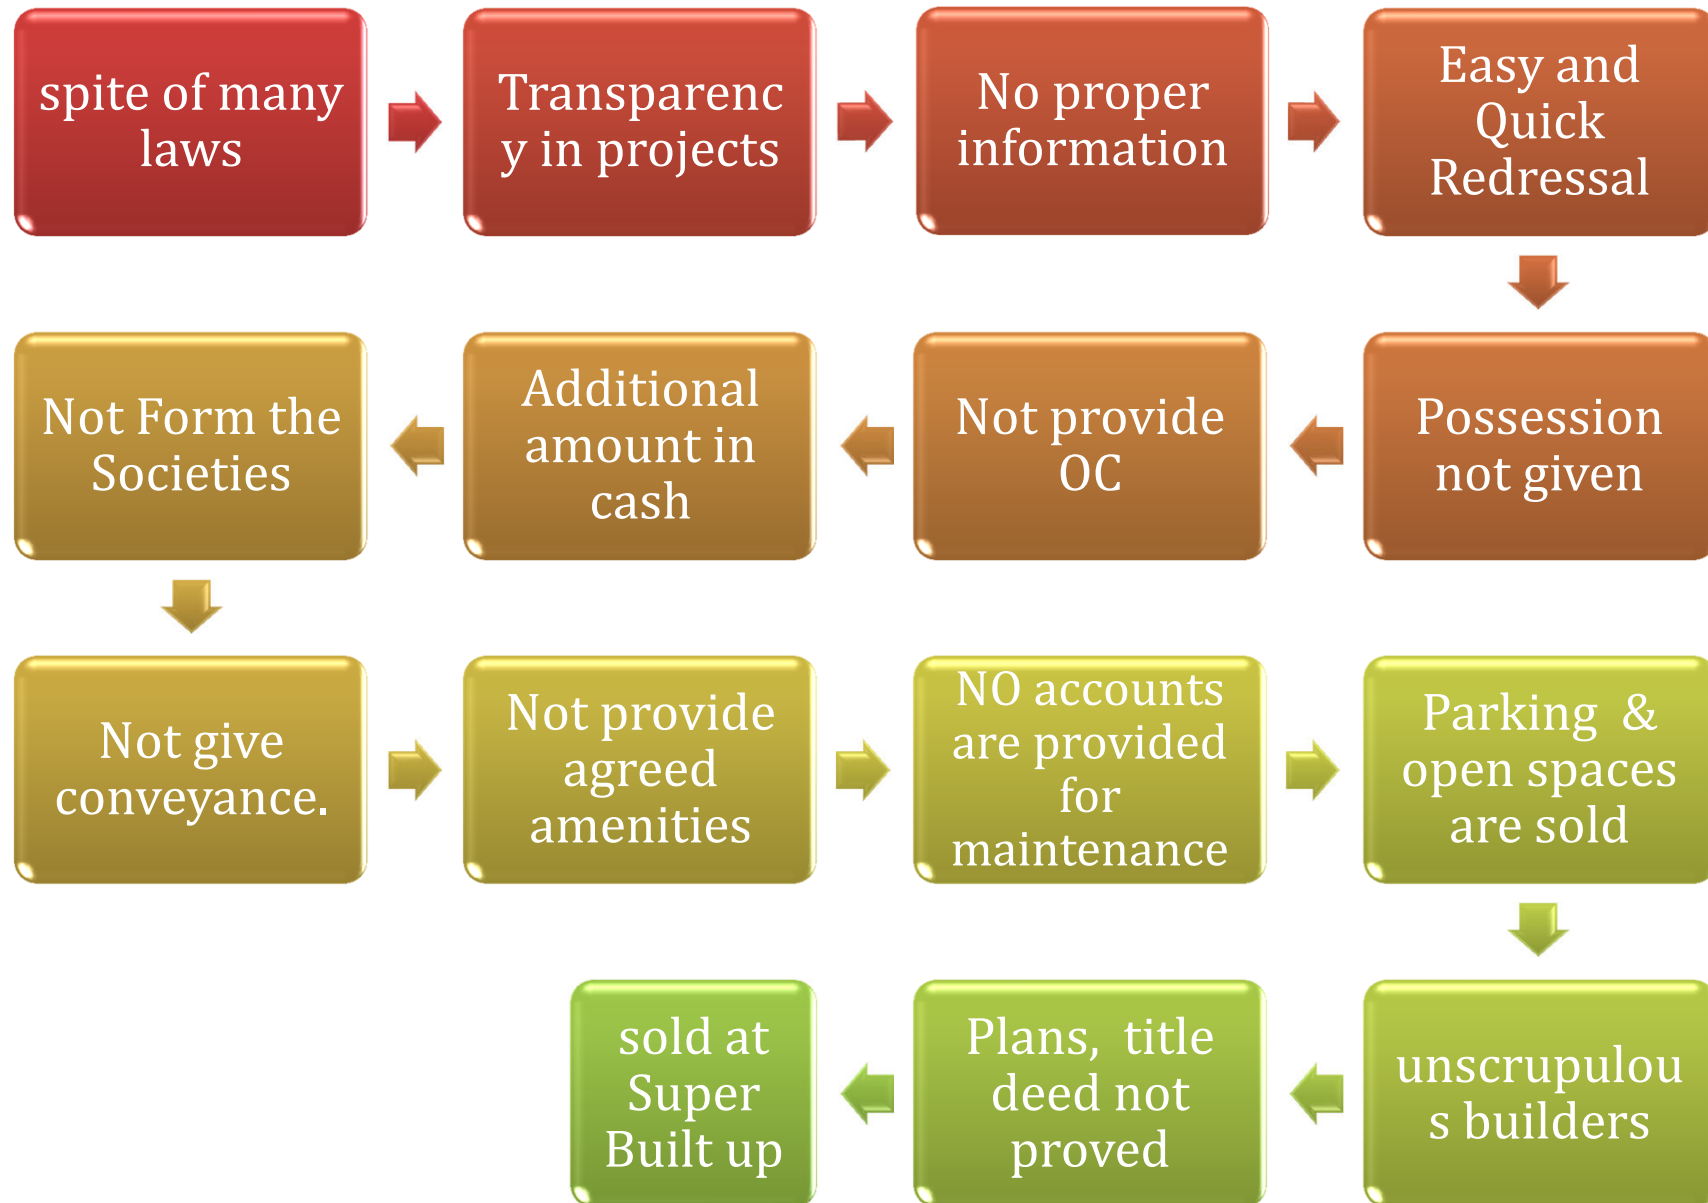 spite of many
laws
Transparenc
y in projects
No proper
information
Easy and
Quick
Redressal
Possession
not given
Not provide
OC
Additional
amount in
cash
Not Form the
Societies
Not give
conveyance.
Not provide
agreed
amenities
NO accounts
are provided
for
maintenance
Parking  &
open spaces
are sold
unscrupulou
s builders
Plans,  title
deed not
proved
sold at
Super
Built up